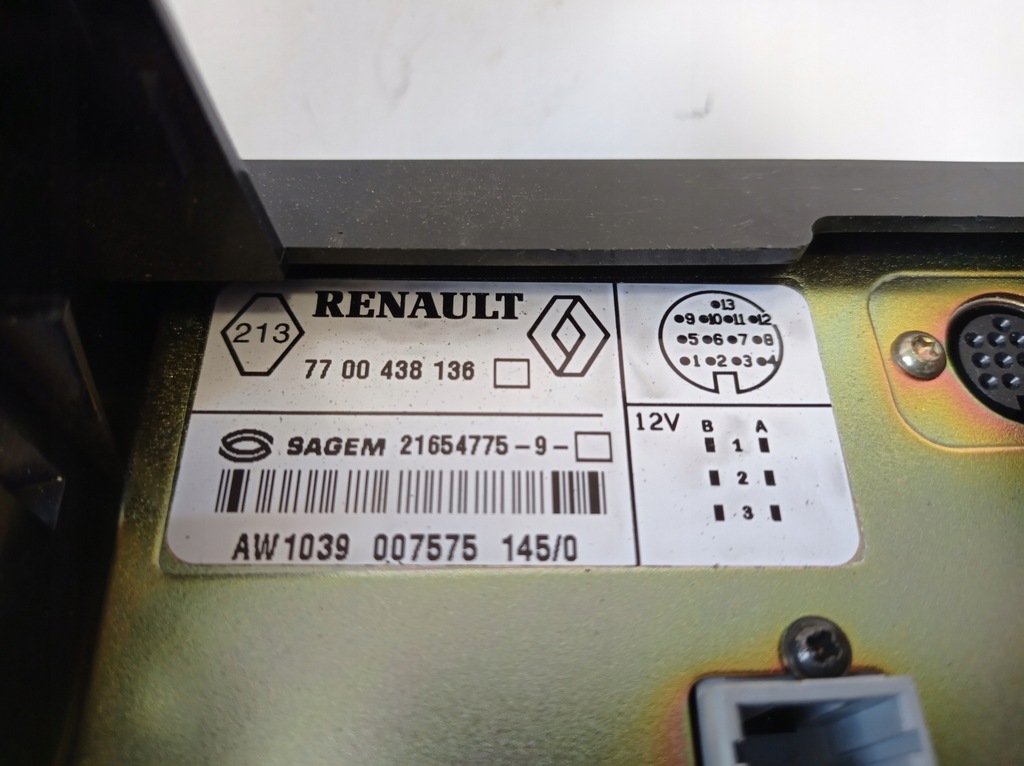 213
RENAULT
77 00 438 136
SAGEM 21654775-9-
AW1039 007575 145/0
13
9 10 11 12
5 6 7 8
1 2 3 4
12V
B A
1
2
3